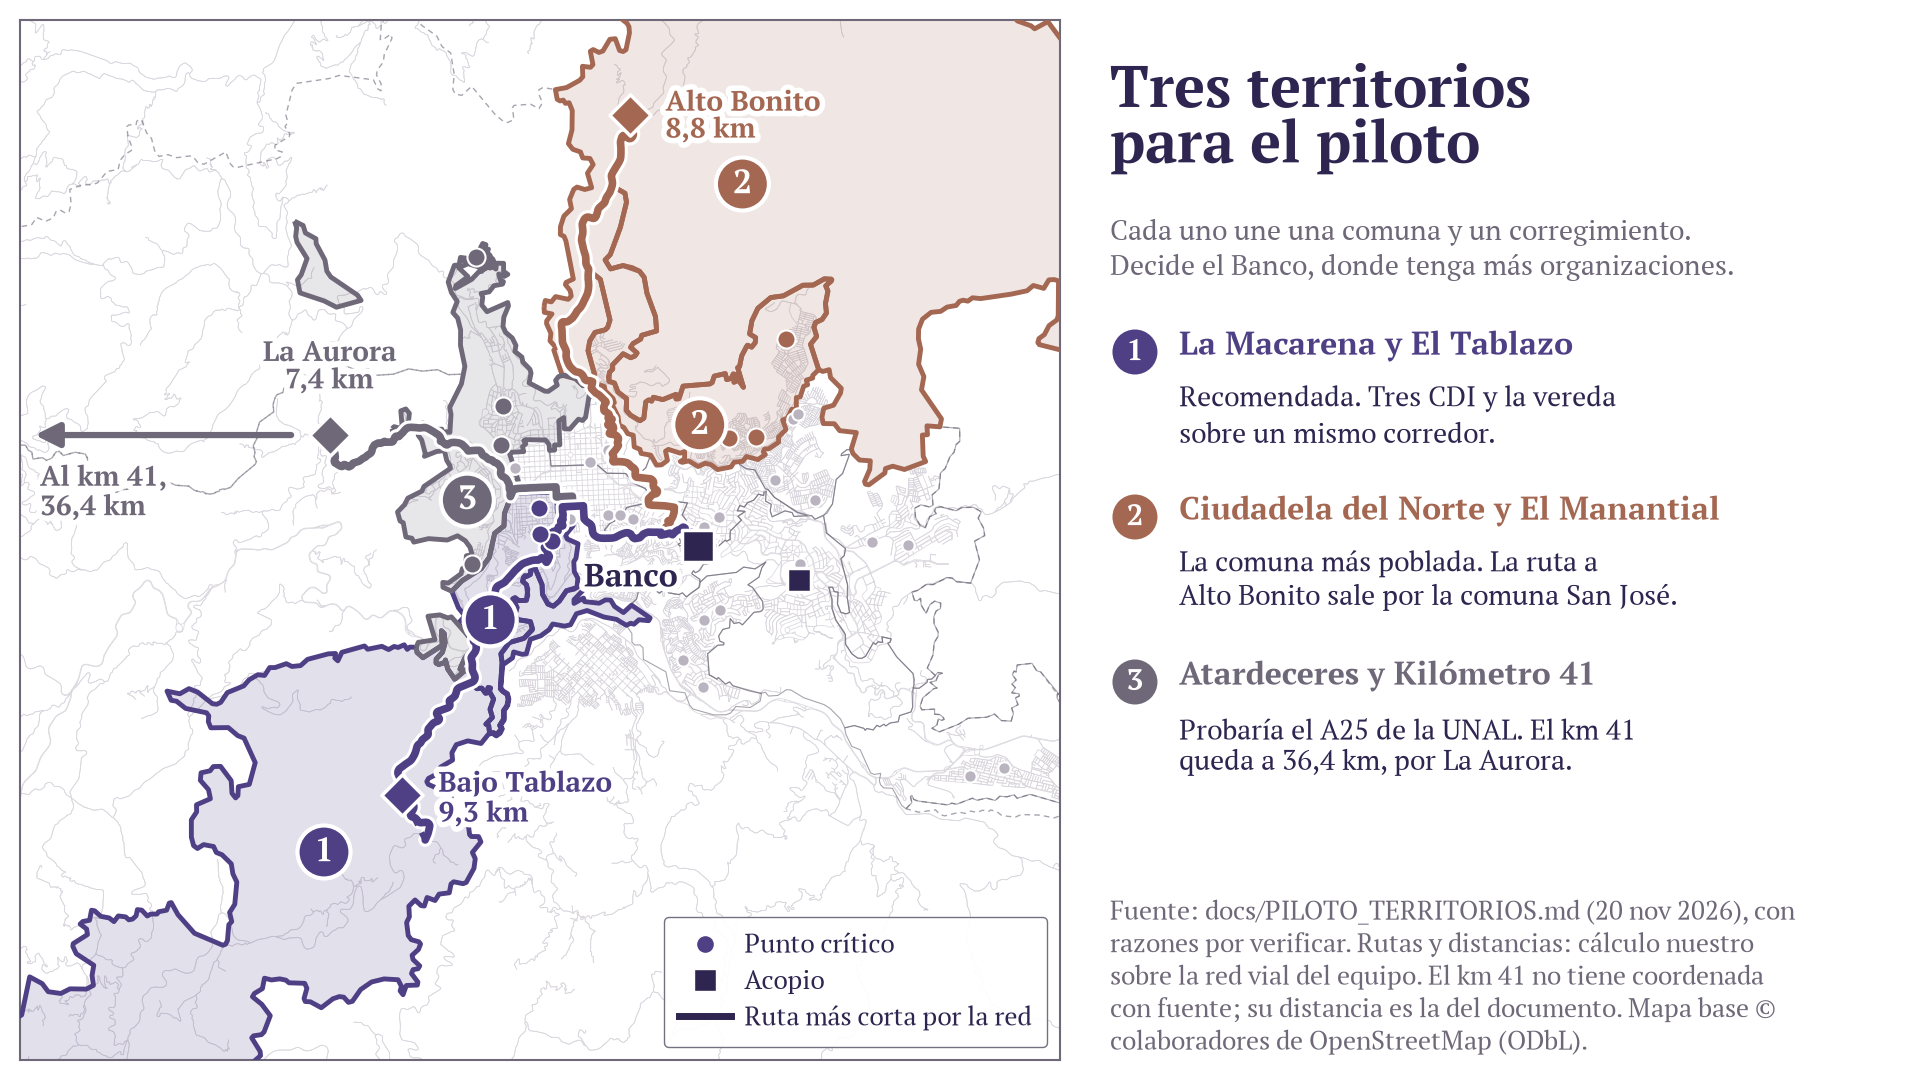 Alto Bonito
8,8 km
2
La Aurora
7,4 km
2
Al km 41,
36,4 km
3
Banco
1
Bajo Tablazo
9,3 km
1
Punto crítico
Acopio
Ruta más corta por la red
Tres territorios
para el piloto
Cada uno une una comuna y un corregimiento.
Decide el Banco, donde tenga más organizaciones.
1 La Macarena y El Tablazo
Recomendada. Tres CDI y la vereda
sobre un mismo corredor.
2 Ciudadela del Norte y El Manantial
La comuna más poblada. La ruta a
Alto Bonito sale por la comuna San José.
3 Atardeceres y Kilómetro 41
Probaría el A25 de la UNAL. El km 41
queda a 36,4 km, por La Aurora.
Fuente: docs/PILOTO_TERRITORIOS.md (20 nov 2026), con
razones por verificar. Rutas y distancias: cálculo nuestro
sobre la red vial del equipo. El km 41 no tiene coordenada
con fuente; su distancia es la del documento. Mapa base ©
colaboradores de OpenStreetMap (ODbL).